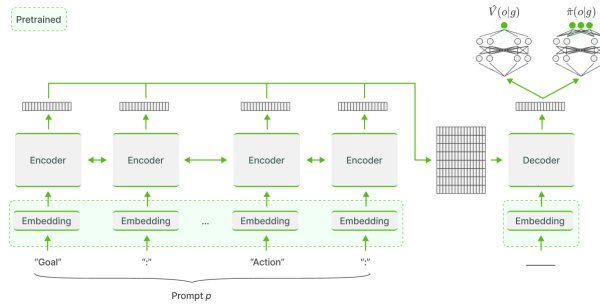 Pretrained
V̂(o|g)
π̂(o|g)
Encoder
Encoder
Encoder
Encoder
Decoder
Embedding
Embedding
...
Embedding
Embedding
Embedding
"Goal"
":"
"Action"
":"
Prompt p